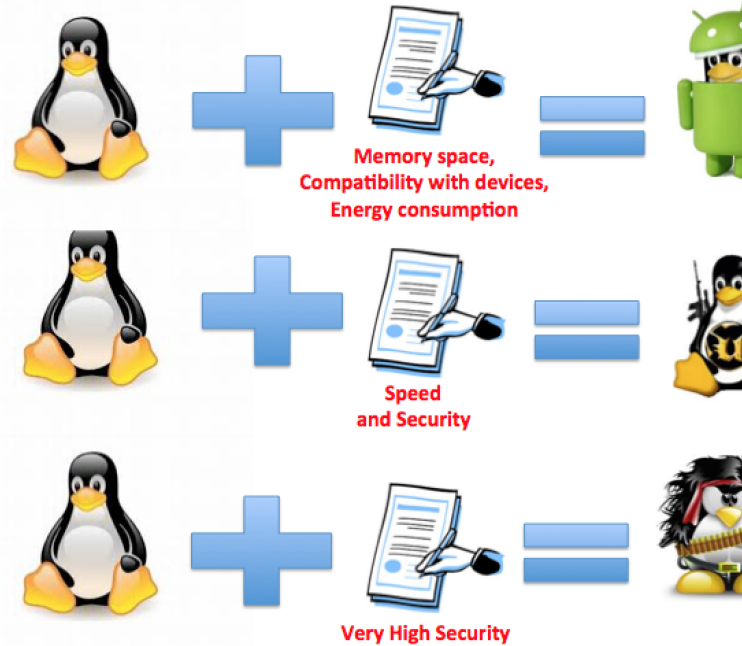 Memory space,
Compatibility with devices,
Energy consumption
Speed
and Security
Very High Security